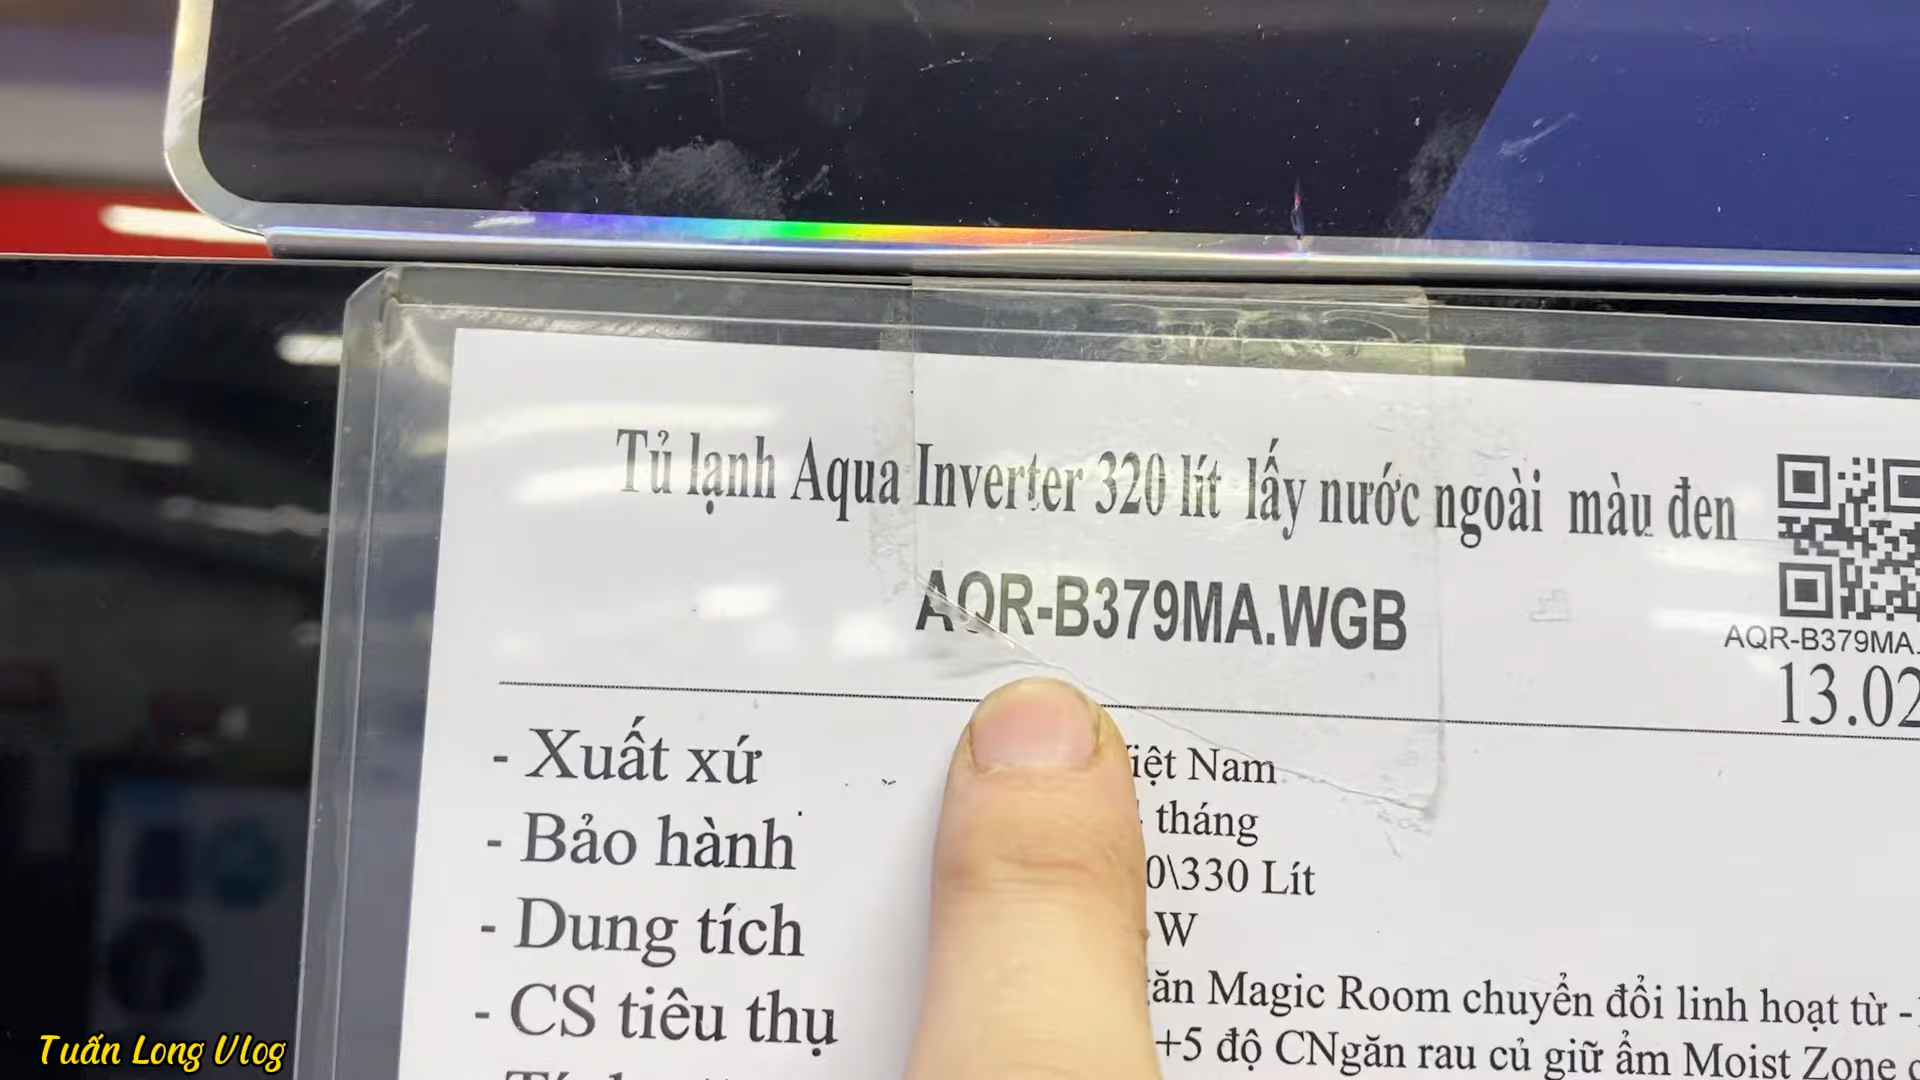 Tủ lạnh Aqua Inverter 320 lít lấy nước ngoài màu đen
AQR-B379MA.WGB
AQR-B379MA.
13.02
- Xuất xứ
iệt Nam
- Bảo hành
tháng
- Dung tích
0\330 Lít
- CS tiêu thụ
W
ăn Magic Room chuyển đổi linh hoạt từ -
+5 độ CNgăn rau củ giữ ẩm Moist Zone
Tuấn Long Vlog